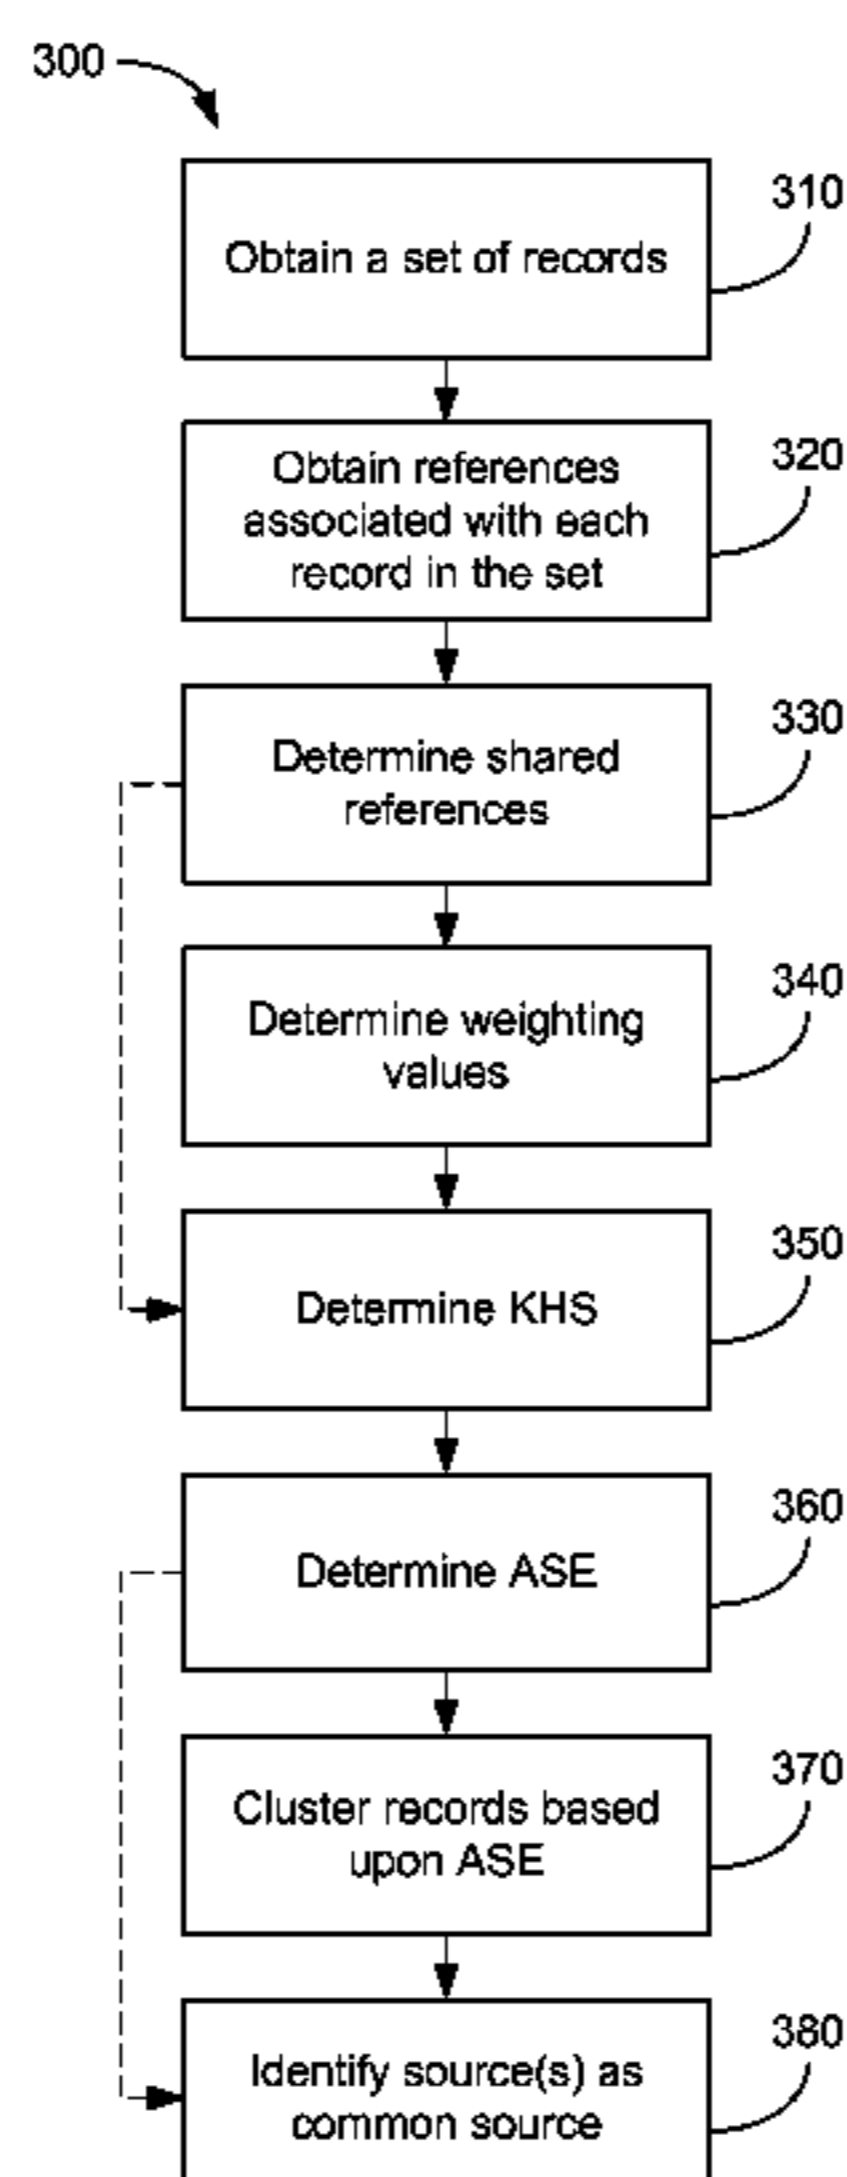 300
310
Obtain a set of records
320
Obtain references
associated with each
record in the set
330
Determine shared
references
340
Determine weighting
values
350
Determine KHS
360
Determine ASE
370
Cluster records based
upon ASE
380
Identify source(s) as
common source